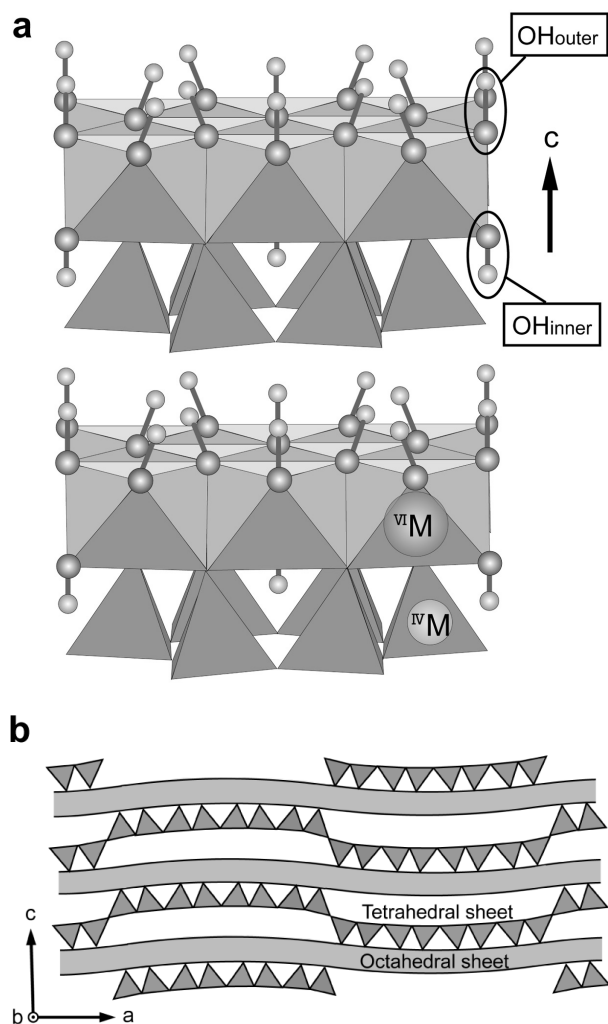 a
OHouter
c
OHinner
VIM
IVM
b
Tetrahedral sheet
Octahedral sheet
c
b
a